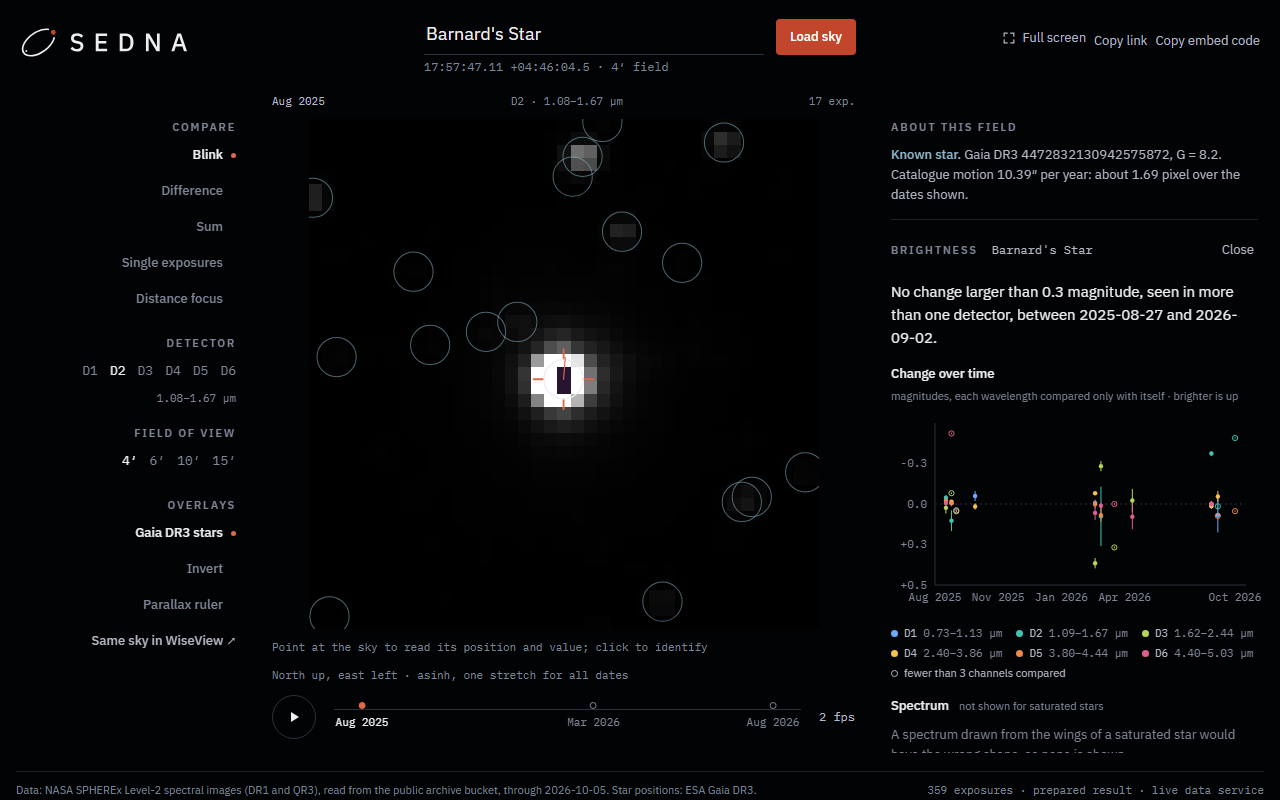 SEDNA
Barnard's Star
Load sky
Full screen
Copy link
Copy embed code
17:57:47.11 +04:46:04.5 · 4′ field
Aug 2025
D2 · 1.08–1.67 µm
17 exp.
COMPARE
Blink
Difference
Sum
Single exposures
Distance focus
DETECTOR
D1 D2 D3 D4 D5 D6
1.08–1.67 µm
FIELD OF VIEW
4′ 6′ 10′ 15′
OVERLAYS
Gaia DR3 stars
Invert
Parallax ruler
Same sky in WiseView ↗
Point at the sky to read its position and value; click to identify
North up, east left · asinh, one stretch for all dates
Aug 2025
Mar 2026
Aug 2026
2 fps
ABOUT THIS FIELD
Known star. Gaia DR3 4472832130942575872, G = 8.2.
Catalogue motion 10.39″ per year: about 1.69 pixel over the
dates shown.
BRIGHTNESS Barnard's Star Close
No change larger than 0.3 magnitude, seen in more
than one detector, between 2025-08-27 and 2026-
09-02.
Change over time
magnitudes, each wavelength compared only with itself · brighter is up
-0.3
0.0
+0.3
+0.5
Aug 2025 Nov 2025 Jan 2026 Apr 2026 Oct 2026
D1 0.73–1.13 µm D2 1.09–1.67 µm D3 1.62–2.44 µm
D4 2.40–3.86 µm D5 3.80–4.44 µm D6 4.40–5.03 µm
fewer than 3 channels compared
Spectrum not shown for saturated stars
A spectrum drawn from the wings of a saturated star would
have the wrong shape, so none is shown.
Data: NASA SPHEREx Level-2 spectral images (DR1 and QR3), read from the public archive bucket, through 2026-10-05. Star positions: ESA Gaia DR3.
359 exposures · prepared result · live data service